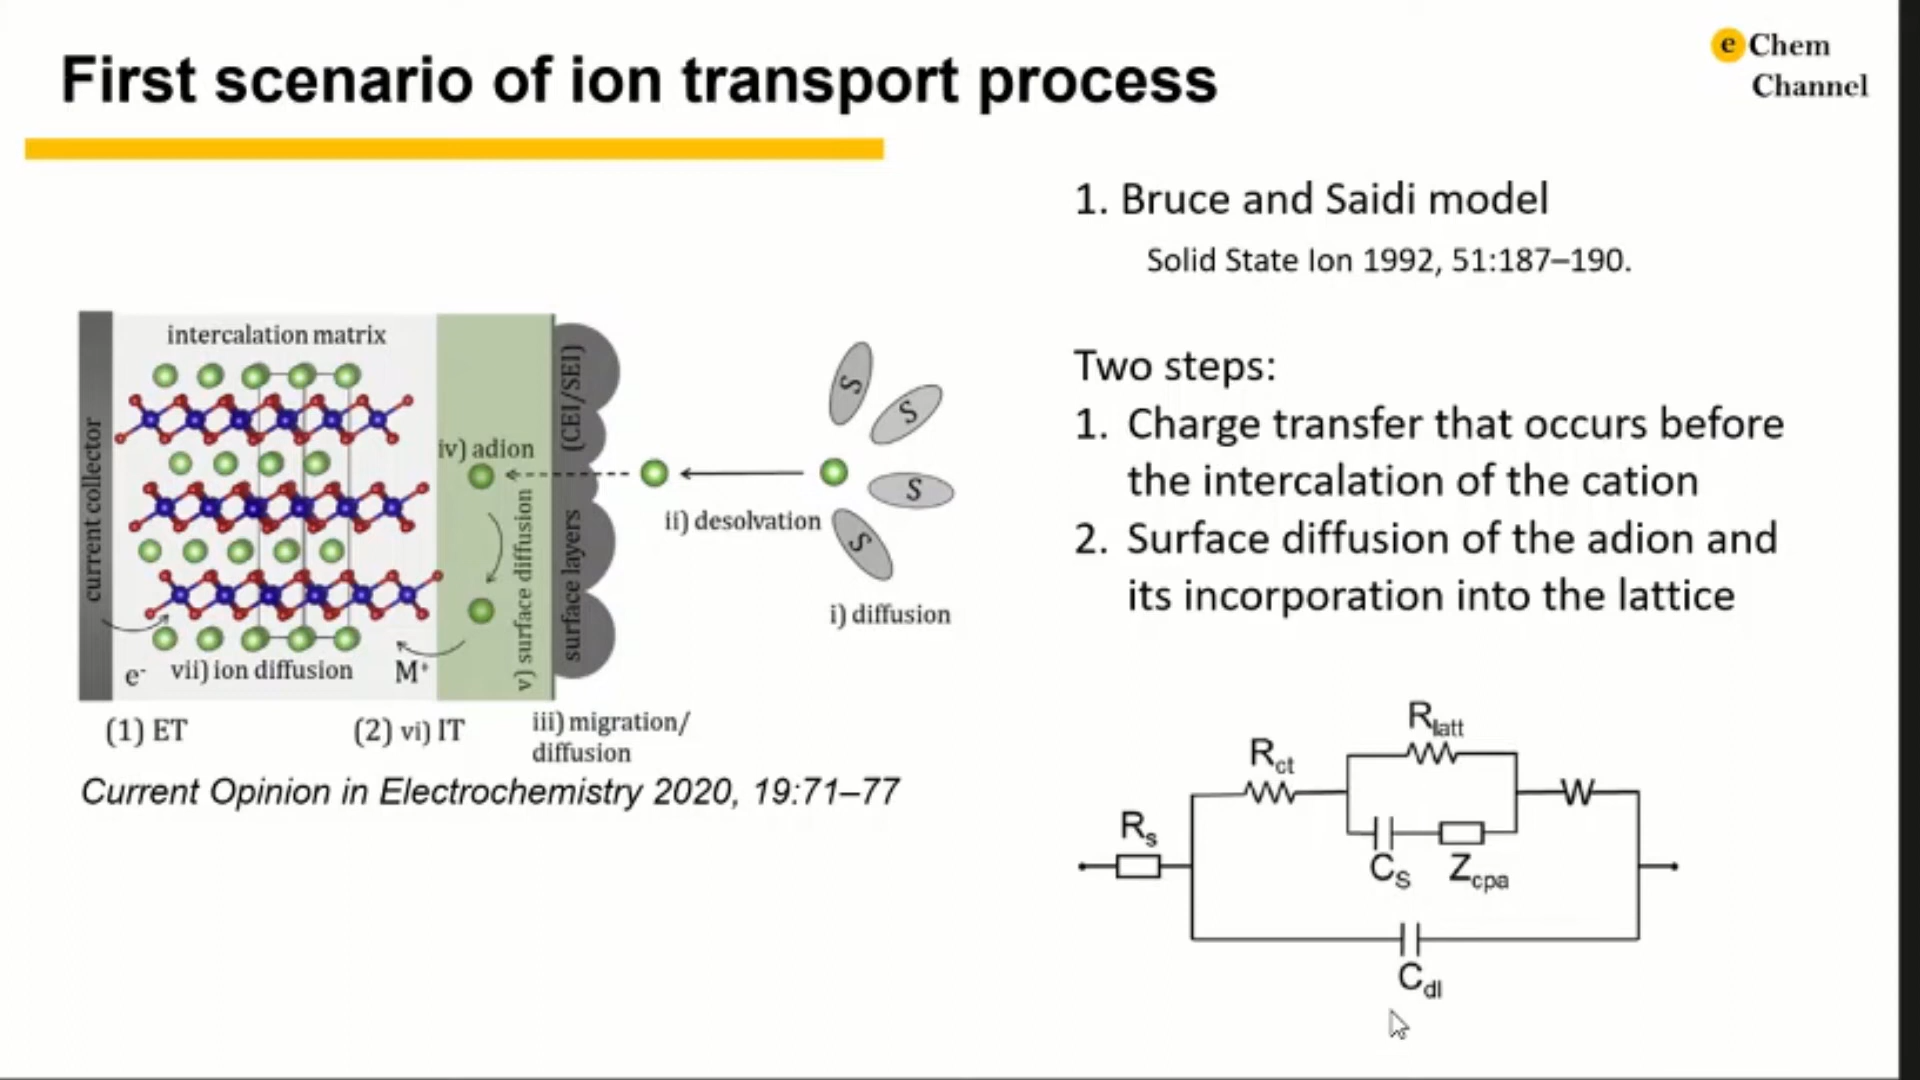 First scenario of ion transport process
e Chem
Channel
1. Bruce and Saidi model
Solid State Ion 1992, 51:187–190.
Two steps:
1. Charge transfer that occurs before
the intercalation of the cation
2. Surface diffusion of the adion and
its incorporation into the lattice
intercalation matrix
current collector
iv) adion
(CEI/SEI)
surface layers
v) surface diffusion
S
S
S
S
ii) desolvation
i) diffusion
e-
vii) ion diffusion
M+
(1) ET
(2) vi) IT
iii) migration/
diffusion
Current Opinion in Electrochemistry 2020, 19:71–77
Rlatt
Rct
W
Rs
CS
Zcpa
Cdl